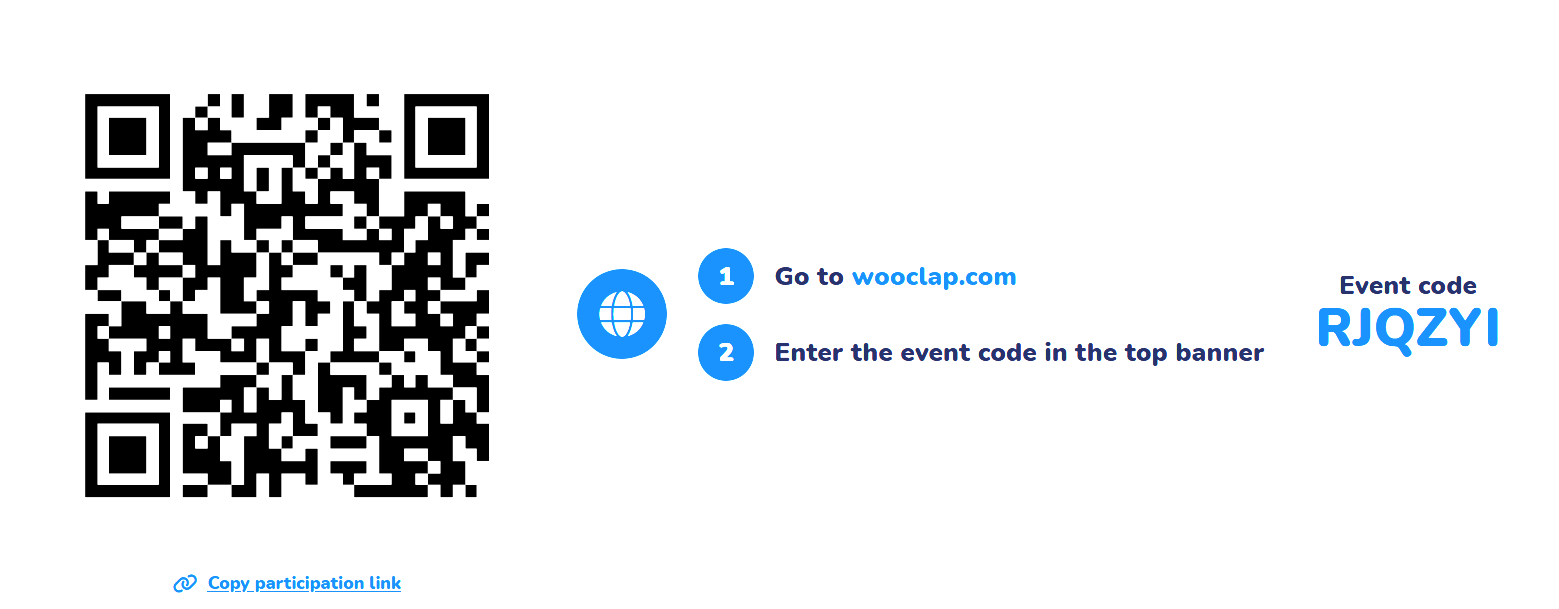 1 Go to wooclap.com
2 Enter the event code in the top banner
Event code
RJQZYI
Copy participation link